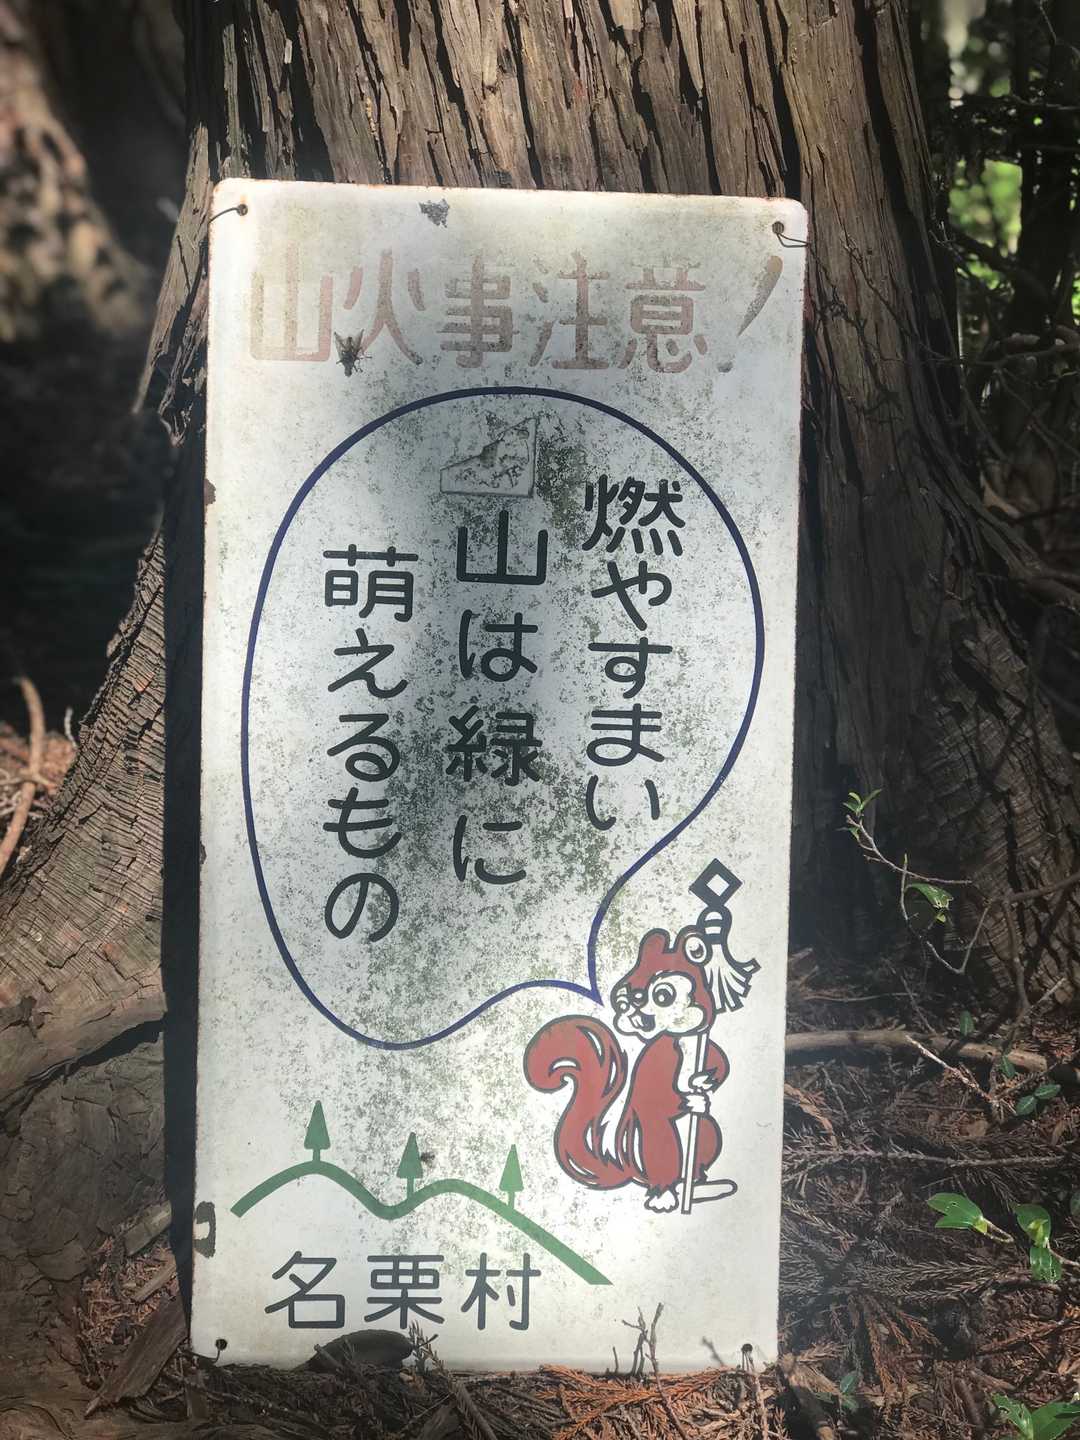 山火事注意！
燃やすまい
山は緑に
萌えるもの
名栗村